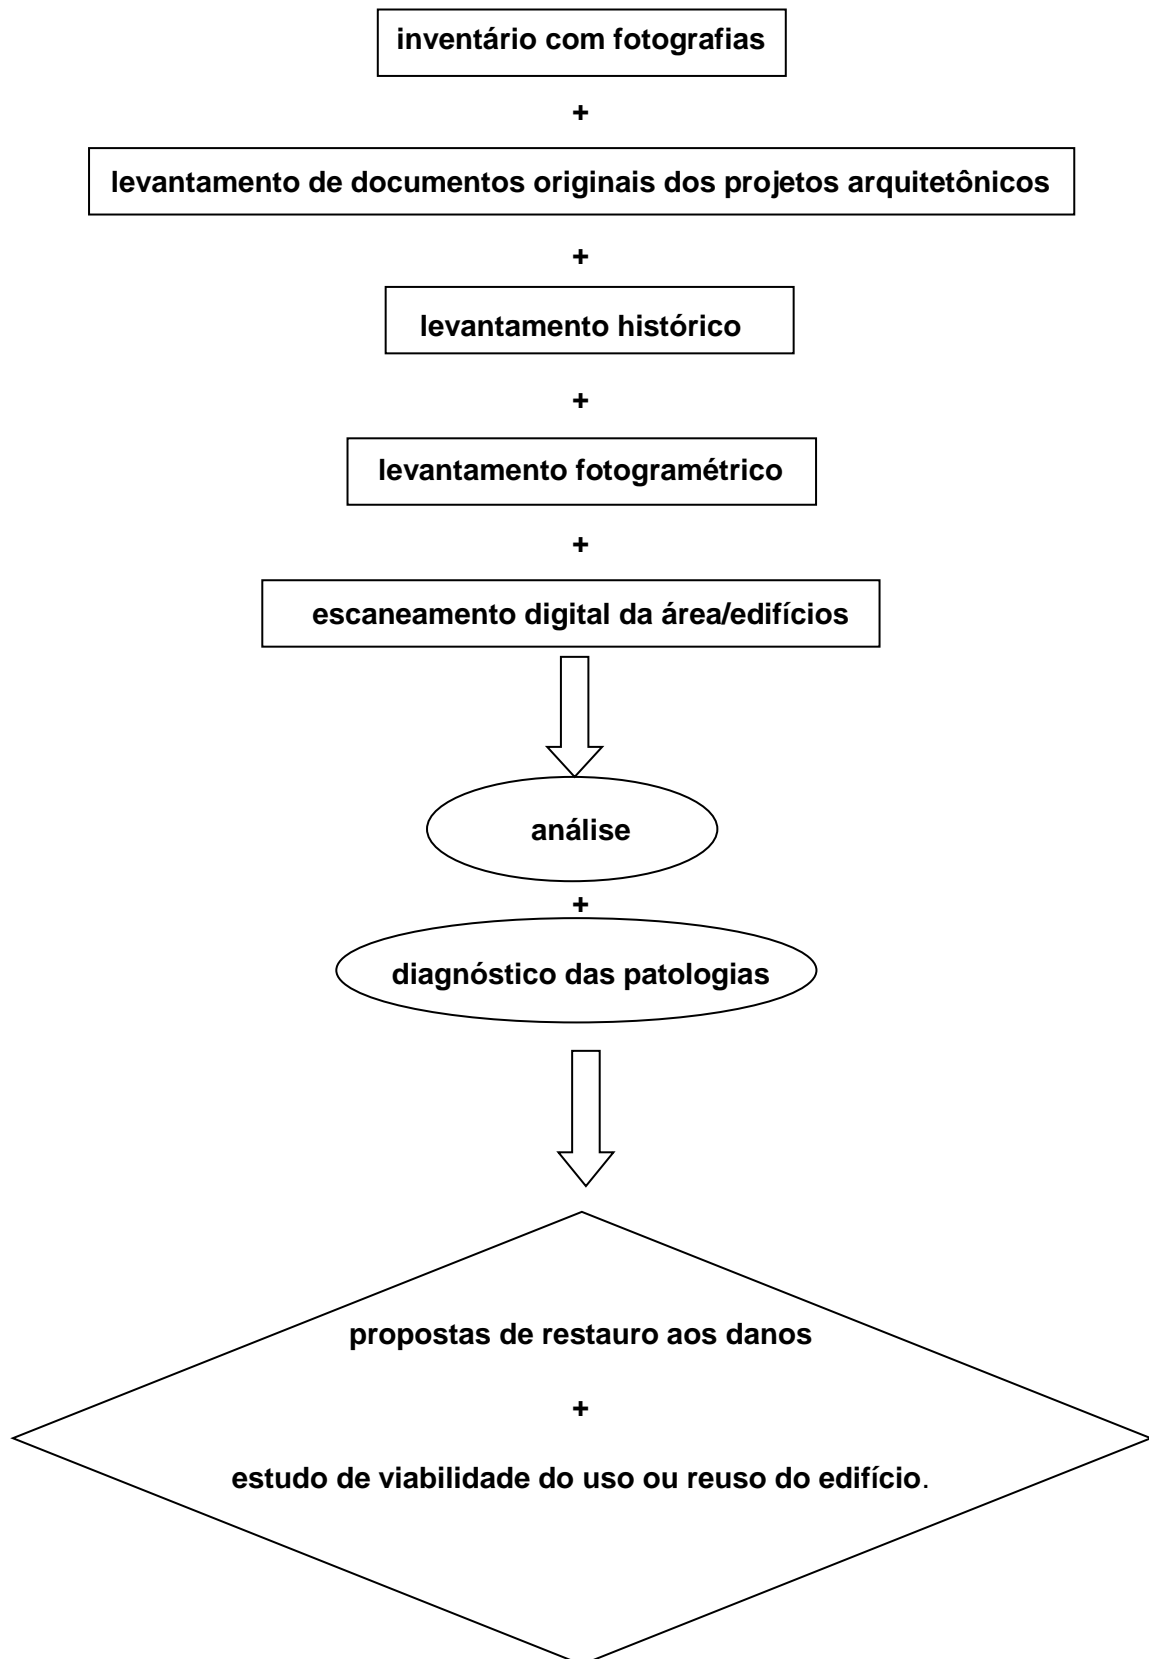 inventário com fotografias
+
levantamento de documentos originais dos projetos arquitetônicos
+
levantamento histórico
+
levantamento fotogramétrico
+
escaneamento digital da área/edifícios
análise
+
diagnóstico das patologias
propostas de restauro aos danos
+
estudo de viabilidade do uso ou reuso do edifício.